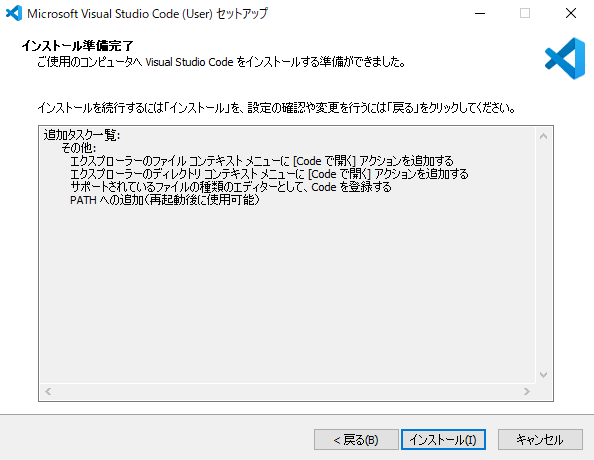 Microsoft Visual Studio Code (User) セットアップ
インストール準備完了
ご使用のコンピュータへ Visual Studio Code をインストールする準備ができました。
インストールを続行するには「インストール」を、設定の確認や変更を行うには「戻る」をクリックしてください。
追加タスク一覧:
その他:
エクスプローラーのファイル コンテキスト メニューに [Code で開く] アクションを追加する
エクスプローラーのディレクトリ コンテキスト メニューに [Code で開く] アクションを追加する
サポートされているファイルの種類のエディターとして、Code を登録する
PATH への追加（再起動後に使用可能）
< 戻る(B)
インストール(I)
キャンセル